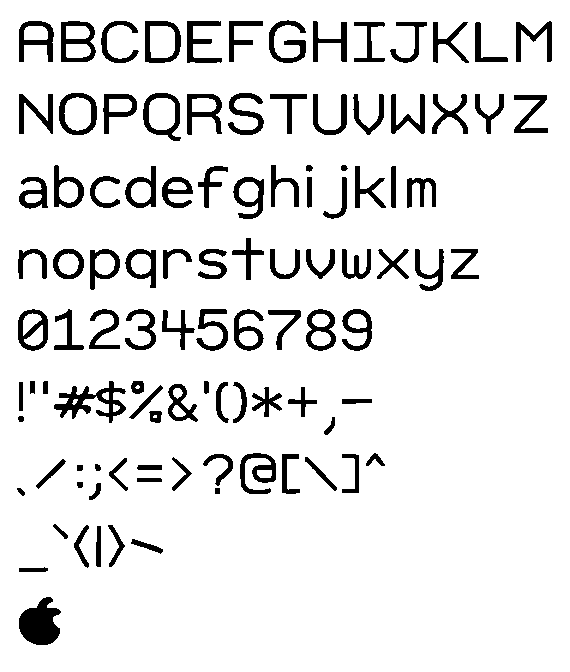 ABCDEFGHIJKLM
NOPQRSTUVWXYZ
abcdefghijklm
nopqrstuvwxyz
0123456789
!"#$%&'()*+,-
./:;<=>?@[\]^
_`{|}~